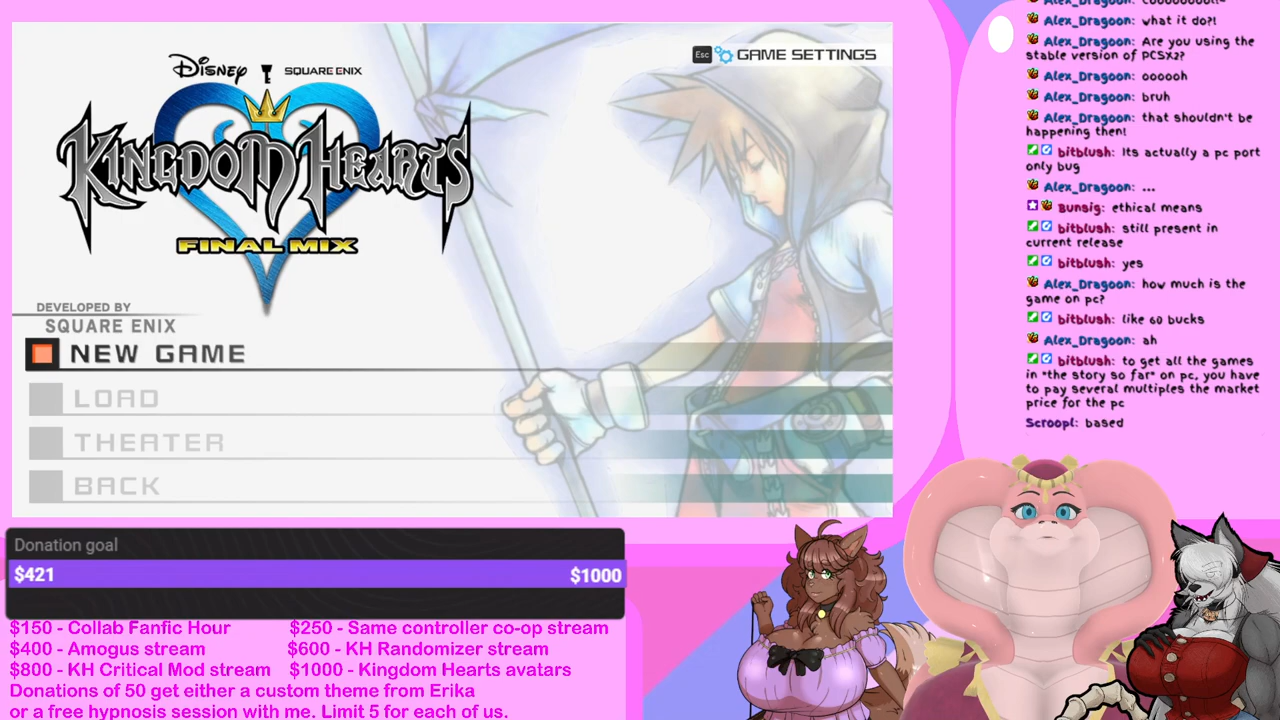 Disney SQUARE ENIX
KINGDOM HEARTS
FINAL MIX
Esc GAME SETTINGS
DEVELOPED BY
SQUARE ENIX
NEW GAME
LOAD
THEATER
BACK
Donation goal
$421 $1000
$150 - Collab Fanfic Hour $250 - Same controller co-op stream
$400 - Amogus stream $600 - KH Randomizer stream
$800 - KH Critical Mod stream $1000 - Kingdom Hearts avatars
Donations of 50 get either a custom theme from Erika
or a free hypnosis session with me. Limit 5 for each of us.
Alex_Dragoon: what it do?!
Alex_Dragoon: Are you using the
stable version of PCSX2?
Alex_Dragoon: oooooh
Alex_Dragoon: bruh
Alex_Dragoon: that shouldn't be
happening then!
bitblush: Its actually a pc port
only bug
Alex_Dragoon: ...
Bunsig: ethical means
bitblush: still present in
current release
bitblush: yes
Alex_Dragoon: how much is the
game on pc?
bitblush: like 60 bucks
Alex_Dragoon: ah
bitblush: to get all the games
in "the story so far" on pc, you have
to pay several multiples the market
price for the pc
Scroopl: based